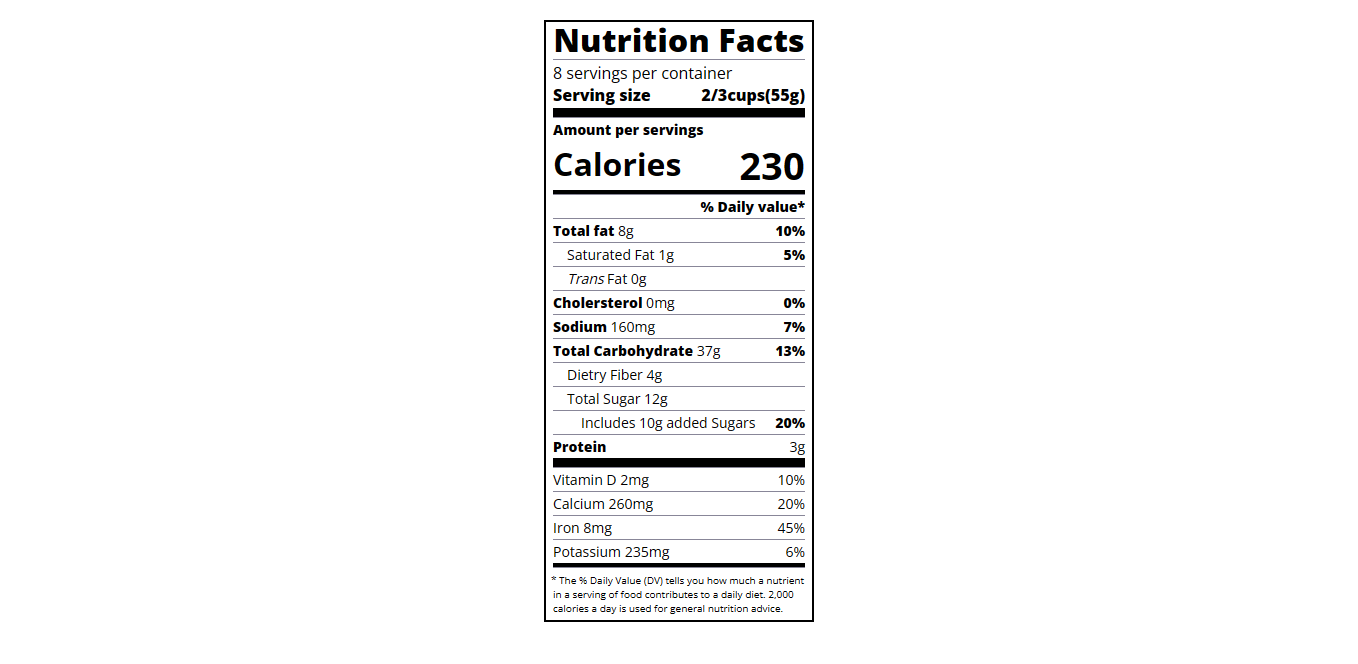 Nutrition Facts
8 servings per container
Serving size 2/3cups(55g)
Amount per servings
Calories 230
% Daily value*
Total fat 8g 10%
Saturated Fat 1g 5%
Trans Fat 0g
Cholersterol 0mg 0%
Sodium 160mg 7%
Total Carbohydrate 37g 13%
Dietry Fiber 4g
Total Sugar 12g
Includes 10g added Sugars 20%
Protein 3g
Vitamin D 2mg 10%
Calcium 260mg 20%
Iron 8mg 45%
Potassium 235mg 6%
* The % Daily Value (DV) tells you how much a nutrient
in a serving of food contributes to a daily diet. 2,000
calories a day is used for general nutrition advice.